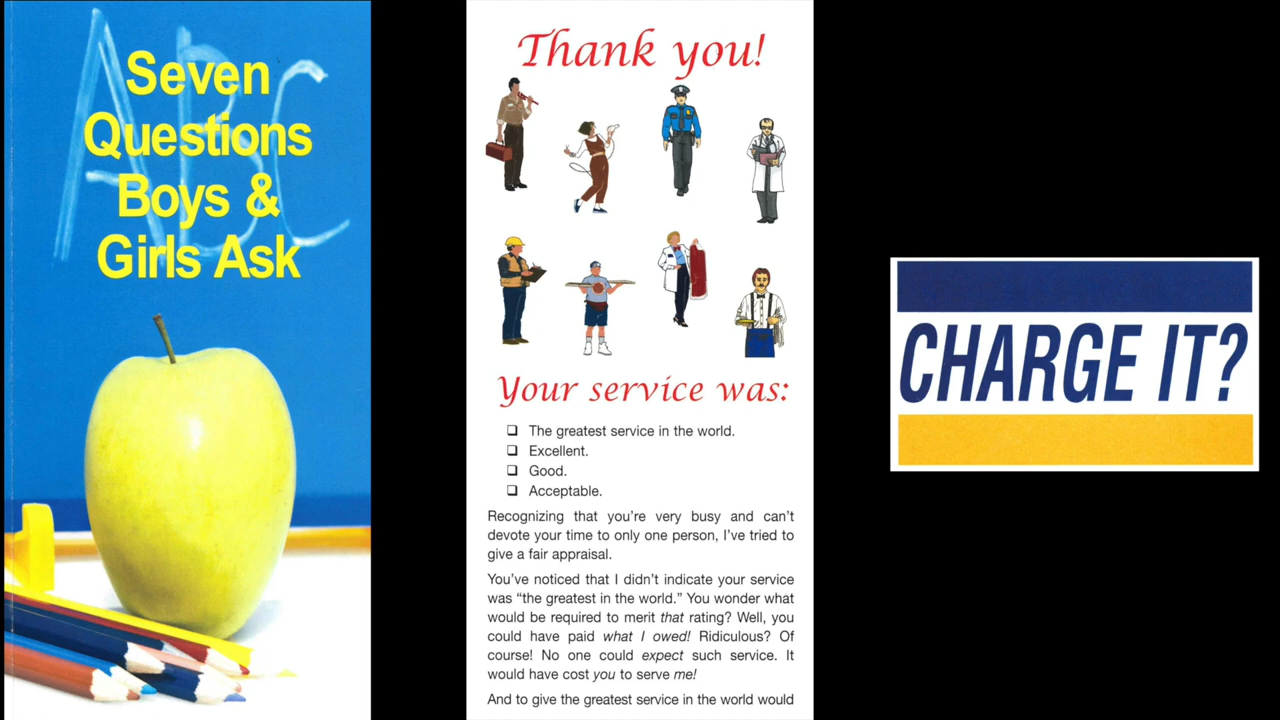 ABC
Seven
Questions
Boys &
Girls Ask
Thank you!
Your service was:
❑ The greatest service in the world.
❑ Excellent.
❑ Good.
❑ Acceptable.
Recognizing that you’re very busy and can’t
devote your time to only one person, I’ve tried to
give a fair appraisal.
You’ve noticed that I didn’t indicate your service
was “the greatest in the world.” You wonder what
would be required to merit that rating? Well, you
could have paid what I owed! Ridiculous? Of
course! No one could expect such service. It
would have cost you to serve me!
And to give the greatest service in the world would
CHARGE IT?